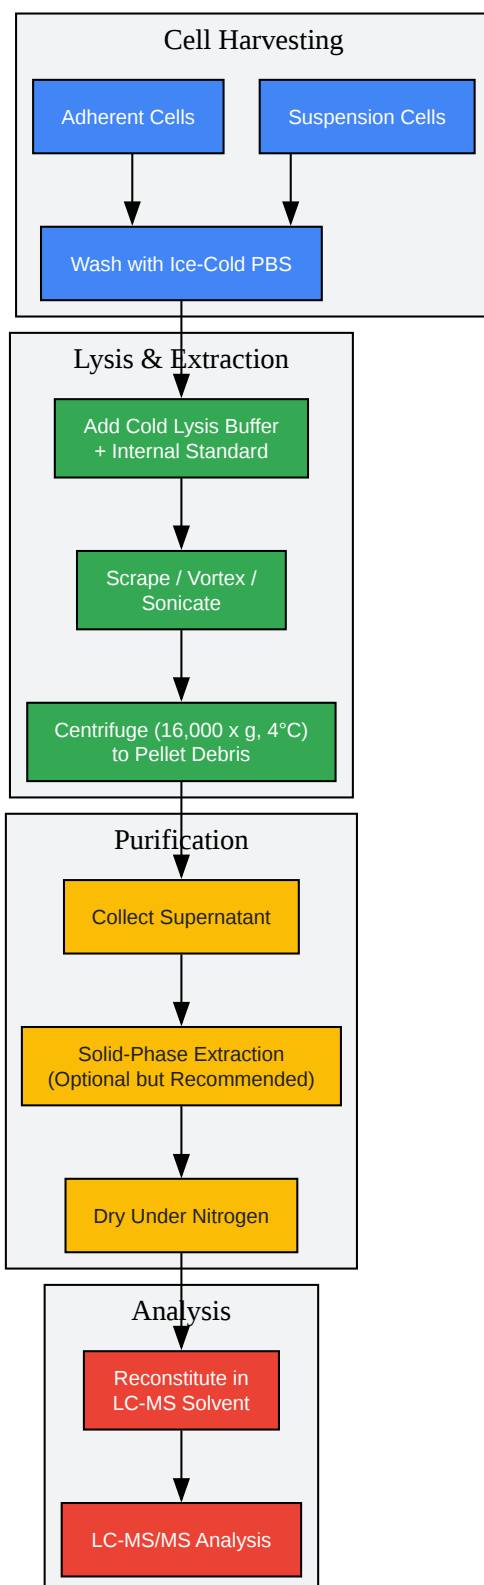 Cell Harvesting
Adherent Cells
Suspension Cells
Wash with Ice-Cold PBS
Lysis & Extraction
Add Cold Lysis Buffer
+ Internal Standard
Scrape / Vortex /
Sonicate
Centrifuge (16,000 x g, 4°C)
to Pellet Debris
Purification
Collect Supernatant
Solid-Phase Extraction
(Optional but Recommended)
Dry Under Nitrogen
Analysis
Reconstitute in
LC-MS Solvent
LC-MS/MS Analysis